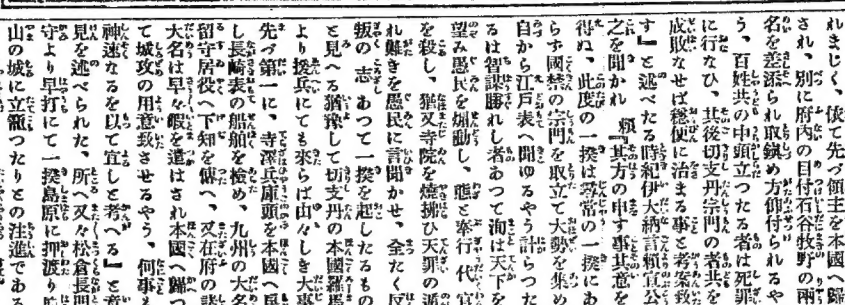 れまじく、依て先づ領主を本國へ歸
され、別に府內の目付石谷牧野の兩
名を差添られ取鎭め方仰付られるや
う、百姓共の中頭立つたる者は死罪
に行なひ、其後切支丹宗門の者共を
成敗なせば穩便に治まる事と考案致
す』と述べたる時紀伊大納言賴宣公
之を聞かれ賴『其方の申す事其意を
得ぬ、此度の一揆は尋常の一揆にあ
らず國禁の宗門を取立て大勢を集め
自から江戶表へ聞ゆるやう計らつた
るは智謀勝れし者あつて洵は天下を
望み愚民を煽動し、態と奉行、代官
を殺し、猶又寺院を燒拂ひ天罪の遁
れ難きを愚民に言聞かせ、全たく反
叛の志あつて一揆を起したるもの
と見へる猶豫して切支丹の本國羅馬
より援兵にても來らば由々しき大事
先づ第一に、寺澤兵庫頭を本國へ戾
し長崎表の船舶を檢め、九州の大名
留守居役へ下知を傳へ、又在府の諸
大名は早々暇を遣はされ本國へ歸つ
て城攻の用意致させるやう、何事も
神速なるを以て宜しと考へる』と意
見を述べられた、所へ又々松倉長門
守より早打にて一揆島原に押渡り
山の城に立籠つたりとの注進である